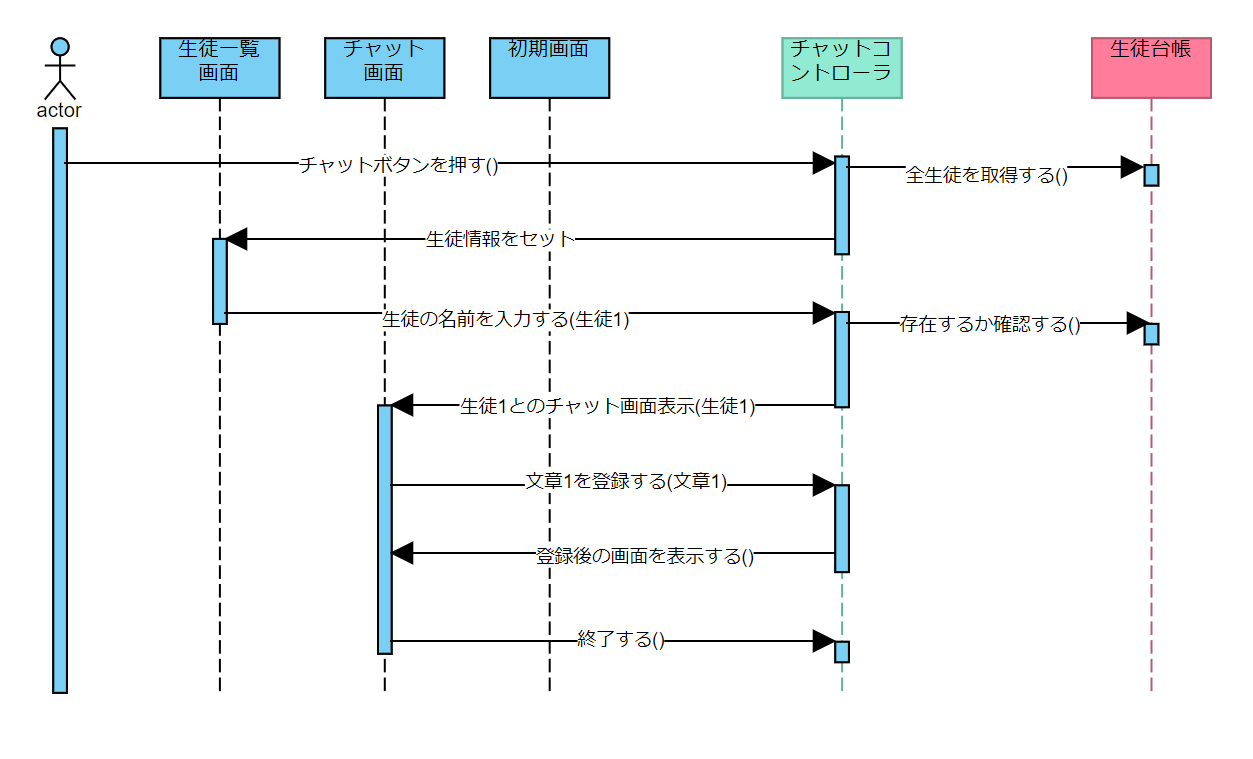 生徒一覧
画面
チャット
画面
初期画面
チャットコ
ントローラ
生徒台帳
actor
チャットボタンを押す()
全生徒を取得する()
生徒情報をセット
生徒の名前を入力する(生徒1)
存在するか確認する()
生徒1とのチャット画面表示(生徒1)
文章1を登録する(文章1)
登録後の画面を表示する()
終了する()